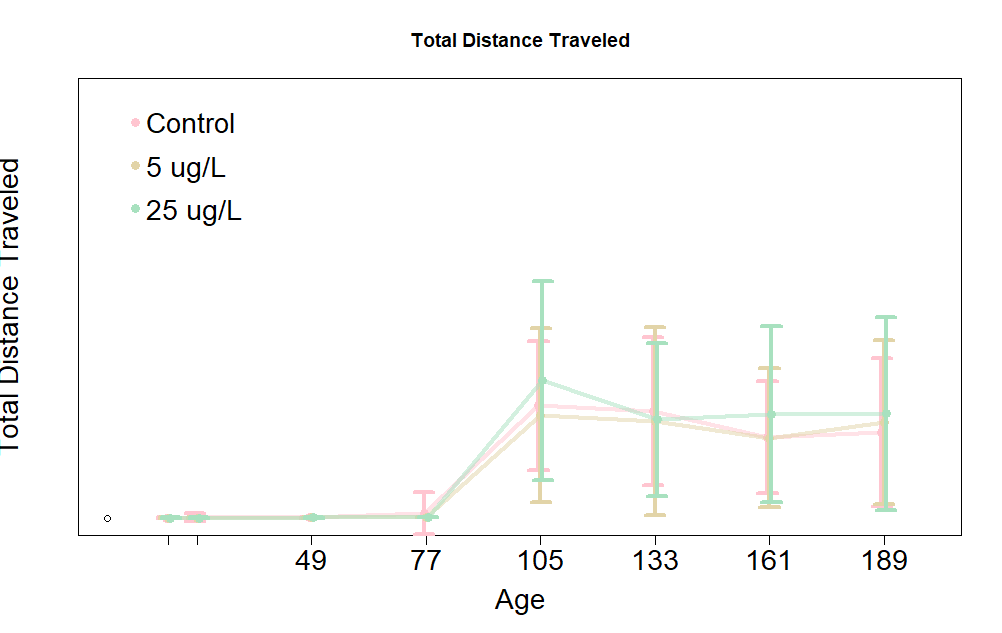 Total Distance Traveled
Control
5 ug/L
25 ug/L
Total Distance Traveled
49 77 105 133 161 189
Age